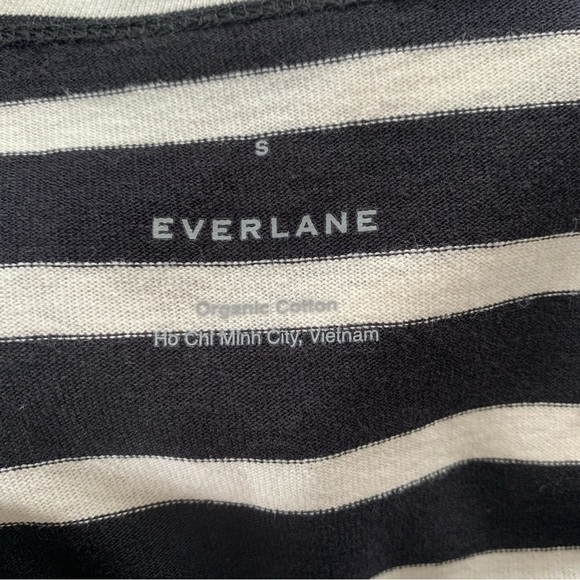 S
EVERLANE
Organic Cotton
Ho Chi Minh City, Vietnam